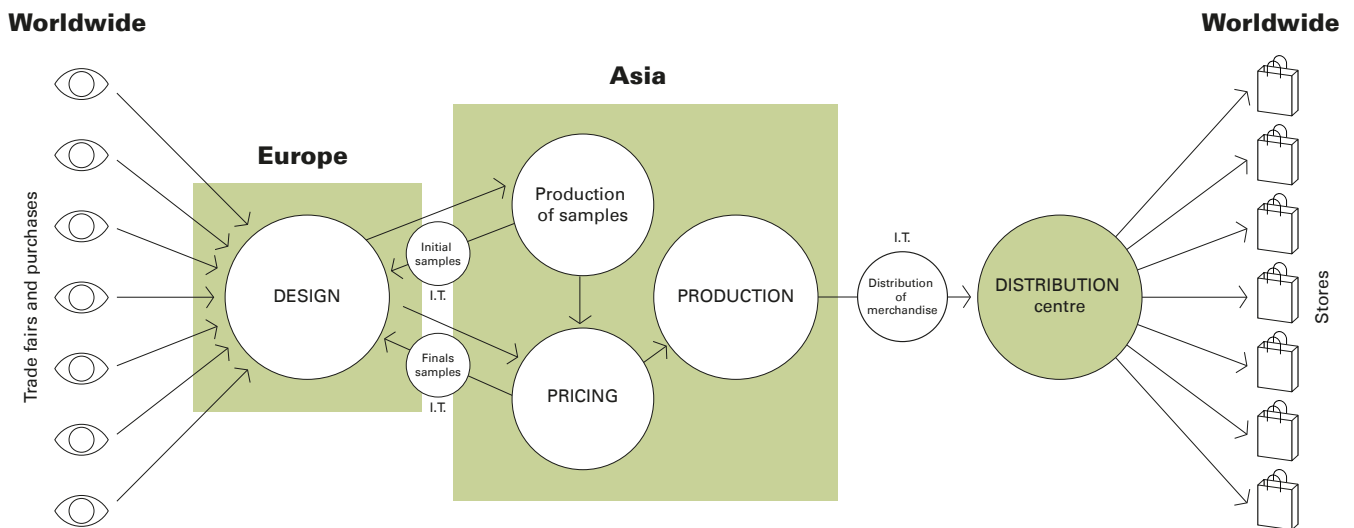 Worldwide
Worldwide
Asia
Europe
Trade fairs and purchases
DESIGN
Initial
samples
I.T.
Finals
samples
I.T.
Production
of samples
PRICING
PRODUCTION
I.T.
Distribution
of
merchandise
DISTRIBUTION
centre
Stores